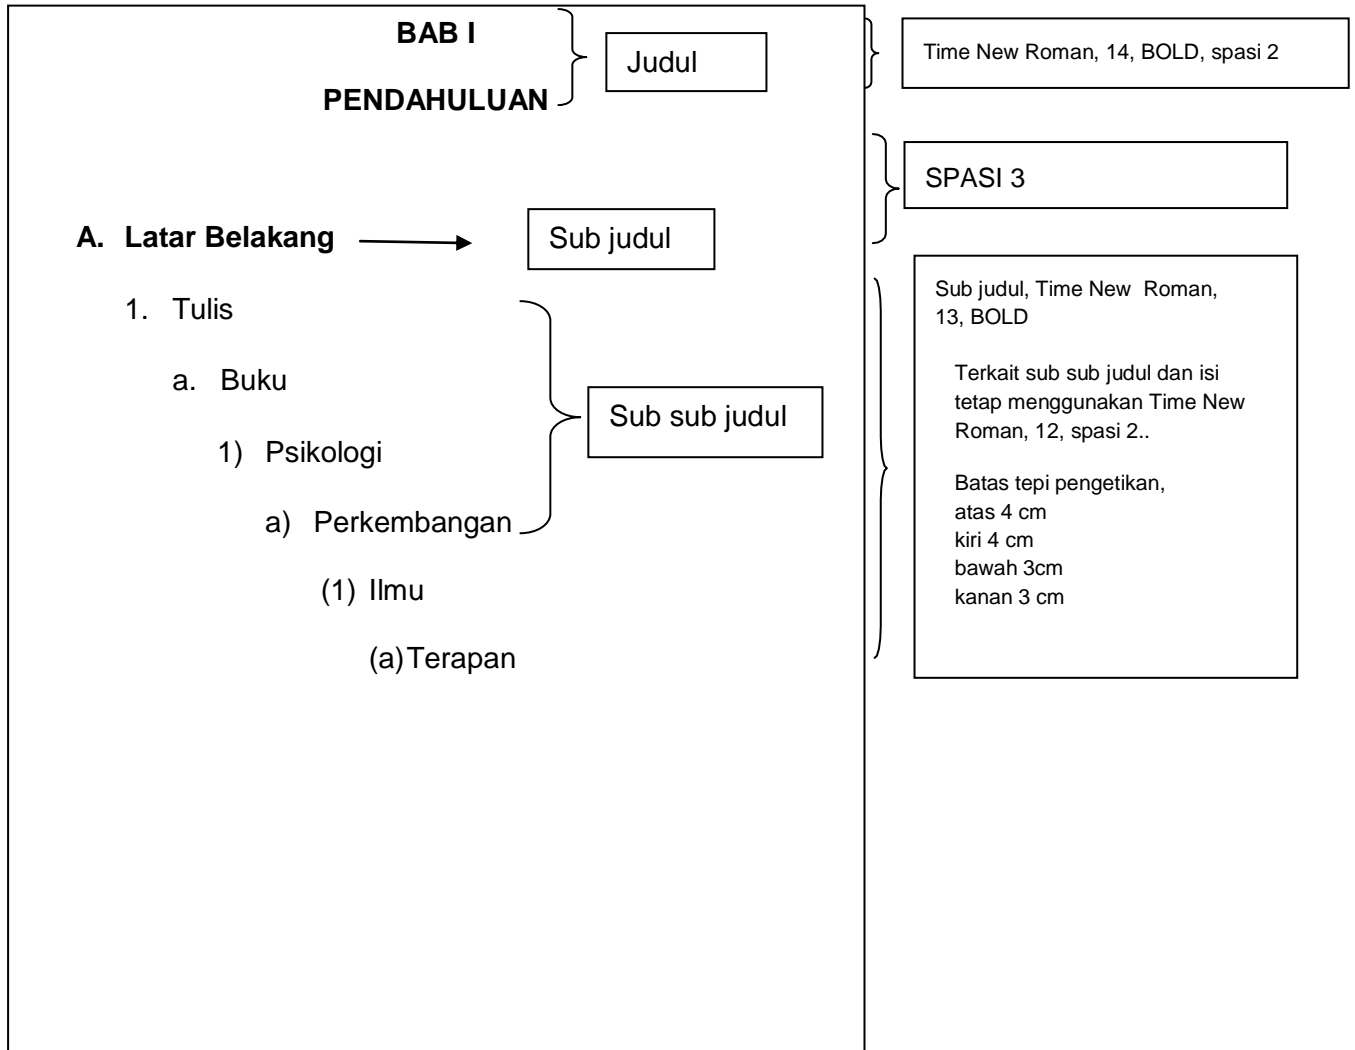 BAB I
Judul
Time New Roman, 14, BOLD, spasi 2
PENDAHULUAN
SPASI 3
A. Latar Belakang
Sub judul
1. Tulis
a. Buku
1) Psikologi
a) Perkembangan
(1) Ilmu
(a)Terapan
Sub sub judul
Sub judul, Time New Roman,
13, BOLD
Terkait sub sub judul dan isi
tetap menggunakan Time New
Roman, 12, spasi 2..
Batas tepi pengetikan,
atas 4 cm
kiri 4 cm
bawah 3cm
kanan 3 cm